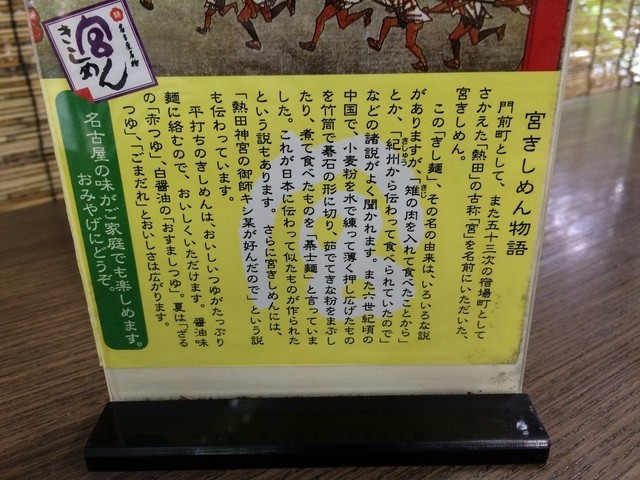 宮きしめん物語
門前町として、また五十三次の宿場町として
さかえた「熱田」の古称「宮」を名前にいただいた、
宮きしめん。
この「きし麺」、その名の由来は、いろいろな説
がありますが、「雉の肉を入れて食べたことから」
きじ
とか、「紀州から伝わって食べられていたので」
きしゅう
などの諸説がよく聞かれます。また六世紀頃の
中国で、小麦粉を水で練って薄く押し広げたもの
を竹筒で碁石の形に切り、茹でてきな粉をまぶし
たり、煮て食べたものを「碁士麺」と言っていま
した。これが日本に伝わって似たものが作られた
という説もあります。さらに宮きしめんには、
「熱田神宮の御師キシ某が好んだので」という説
も伝わっています。
平打ちのきしめんは、おいしいつゆがたっぷり
麺に絡むので、おいしくいただけます。醤油味
の「赤つゆ」、白醤油の「おすましつゆ」。夏は「ざる
つゆ」、「ごまだれ」とおいしさは広がります。
名古屋の味がご家庭でも楽しめます。
おみやげにどうぞ。
名古屋名物
宮
きしめん